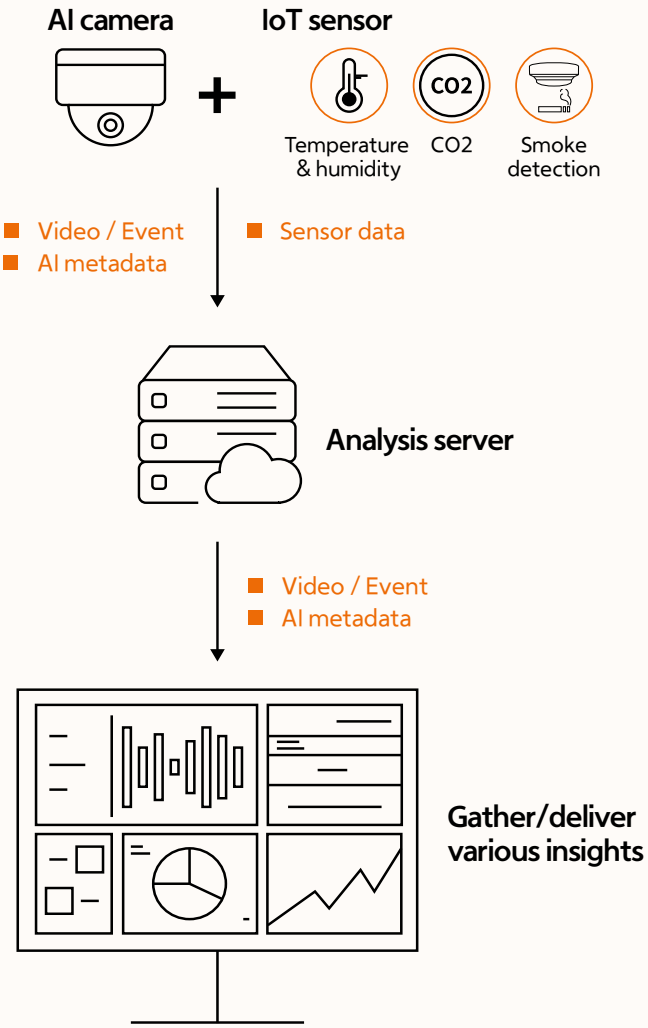 AI camera
IoT sensor
CO2
Temperature
& humidity
CO2
Smoke
detection
Video / Event
AI metadata
Sensor data
Analysis server
Video / Event
AI metadata
Gather/deliver
various insights